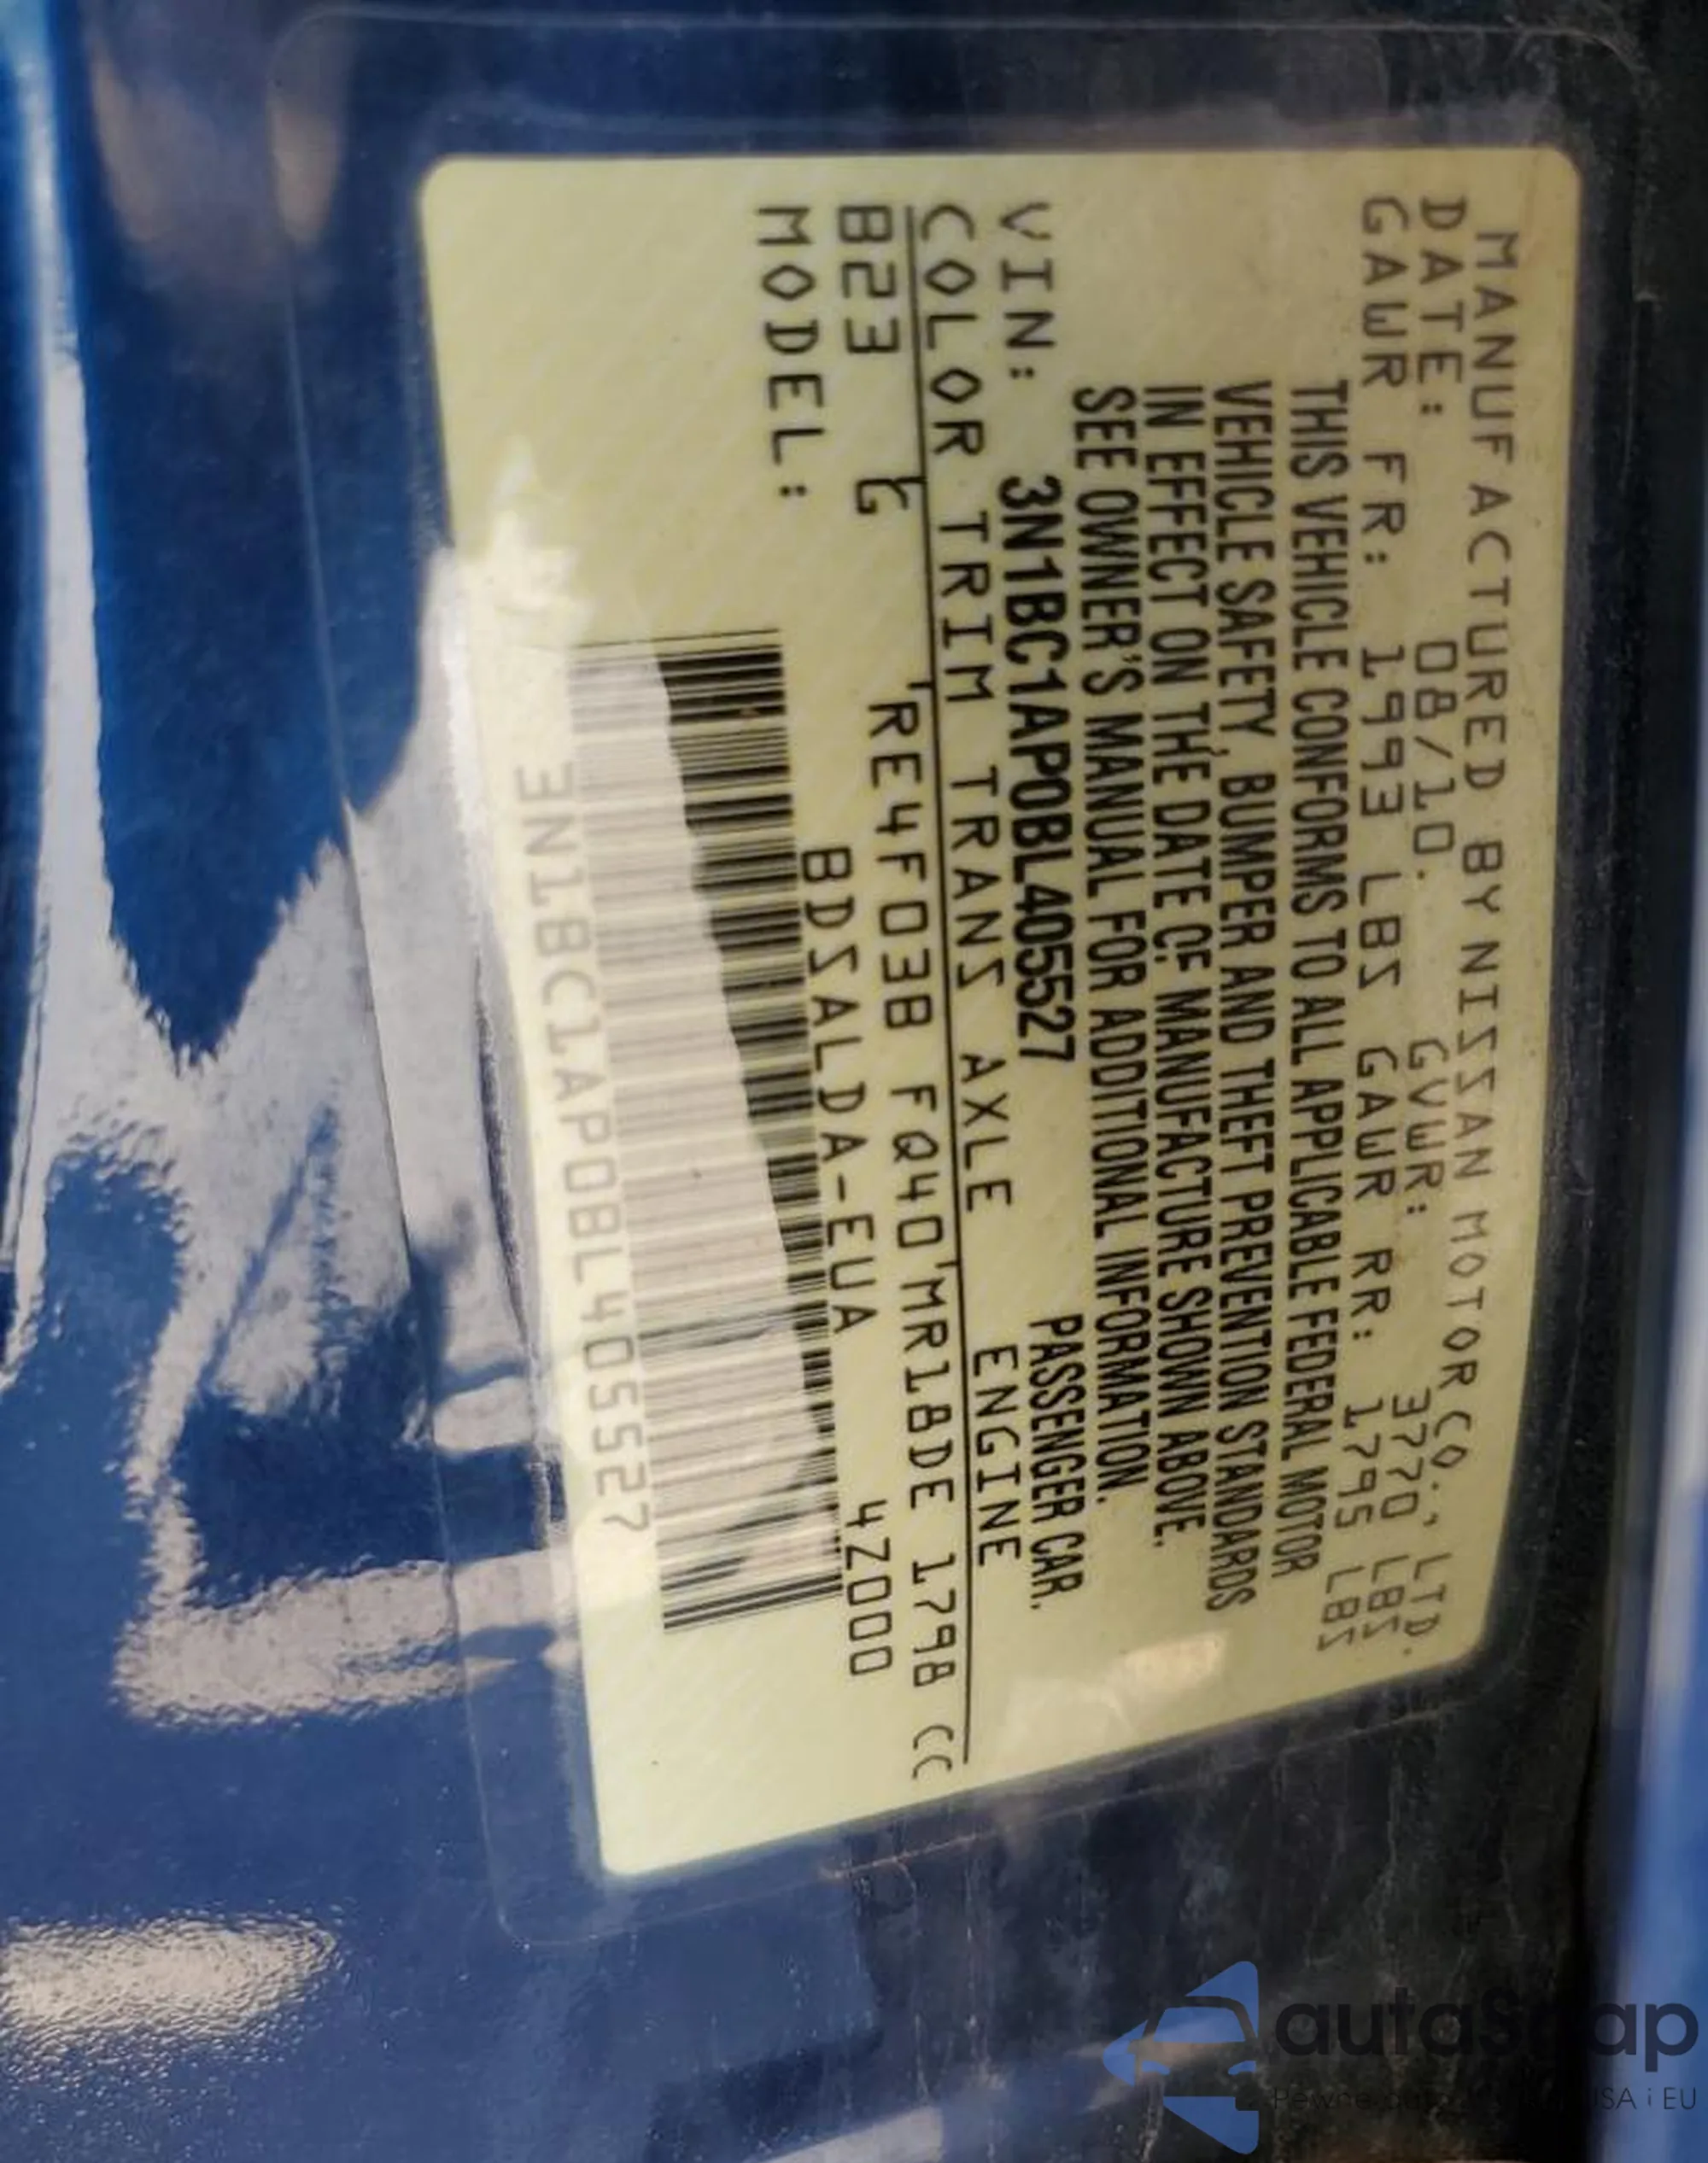 MANUFACTURED BY NISSAN MOTOR CO., LTD.
DATE: 08/10. GVWR: 3770 LBS.
GAWR FR: 1993 LBS GAWR RR: 1795 LBS
THIS VEHICLE CONFORMS TO ALL APPLICABLE FEDERAL MOTOR
VEHICLE SAFETY, BUMPER AND THEFT PREVENTION STANDARDS
IN EFFECT ON THE DATE OF MANUFACTURE SHOWN ABOVE.
SEE OWNER'S MANUAL FOR ADDITIONAL INFORMATION.
VIN: 3N1BC1AP0BL405527 PASSENGER CAR.
COLOR TRIM TRANS AXLE ENGINE
B23 G RE4F03B FQ40 MR18DE 1798 CC
MODEL: BDSALDA-EUA 4Z000
3N1BC1AP0BL405527
USA i EU